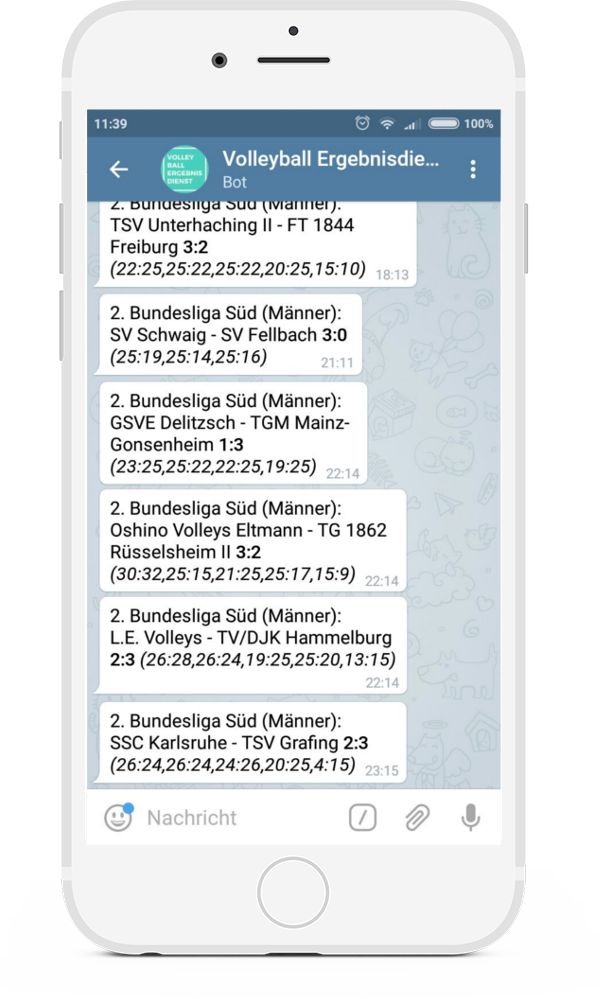 11:39
100%
VOLLEY
BALL
ERGEBNIS
DIENST
Volleyball Ergebnisdie...
Bot
2. Bundesliga Süd (Männer):
TSV Unterhaching II - FT 1844
Freiburg 3:2
(22:25,25:22,25:22,20:25,15:10) 18:13
2. Bundesliga Süd (Männer):
SV Schwaig - SV Fellbach 3:0
(25:19,25:14,25:16) 21:11
2. Bundesliga Süd (Männer):
GSVE Delitzsch - TGM Mainz-
Gonsenheim 1:3
(23:25,25:22,22:25,19:25) 22:14
2. Bundesliga Süd (Männer):
Oshino Volleys Eltmann - TG 1862
Rüsselsheim II 3:2
(30:32,25:15,21:25,25:17,15:9) 22:14
2. Bundesliga Süd (Männer):
L.E. Volleys - TV/DJK Hammelburg
2:3 (26:28,26:24,19:25,25:20,13:15)
22:14
2. Bundesliga Süd (Männer):
SSC Karlsruhe - TSV Grafing 2:3
(26:24,26:24,24:26,20:25,4:15) 23:15
Nachricht